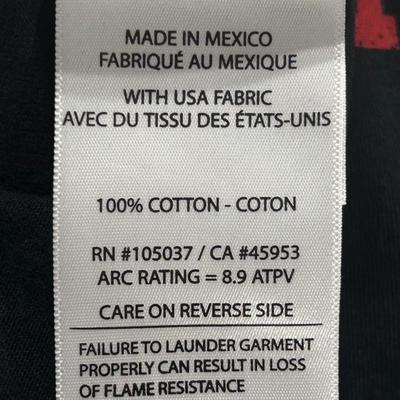 MADE IN MEXICO
FABRIQUÉ AU MEXIQUE
WITH USA FABRIC
AVEC DU TISSU DES ÉTATS-UNIS
100% COTTON - COTON
RN #105037 / CA #45953
ARC RATING = 8.9 ATPV
CARE ON REVERSE SIDE
FAILURE TO LAUNDER GARMENT
PROPERLY CAN RESULT IN LOSS
OF FLAME RESISTANCE